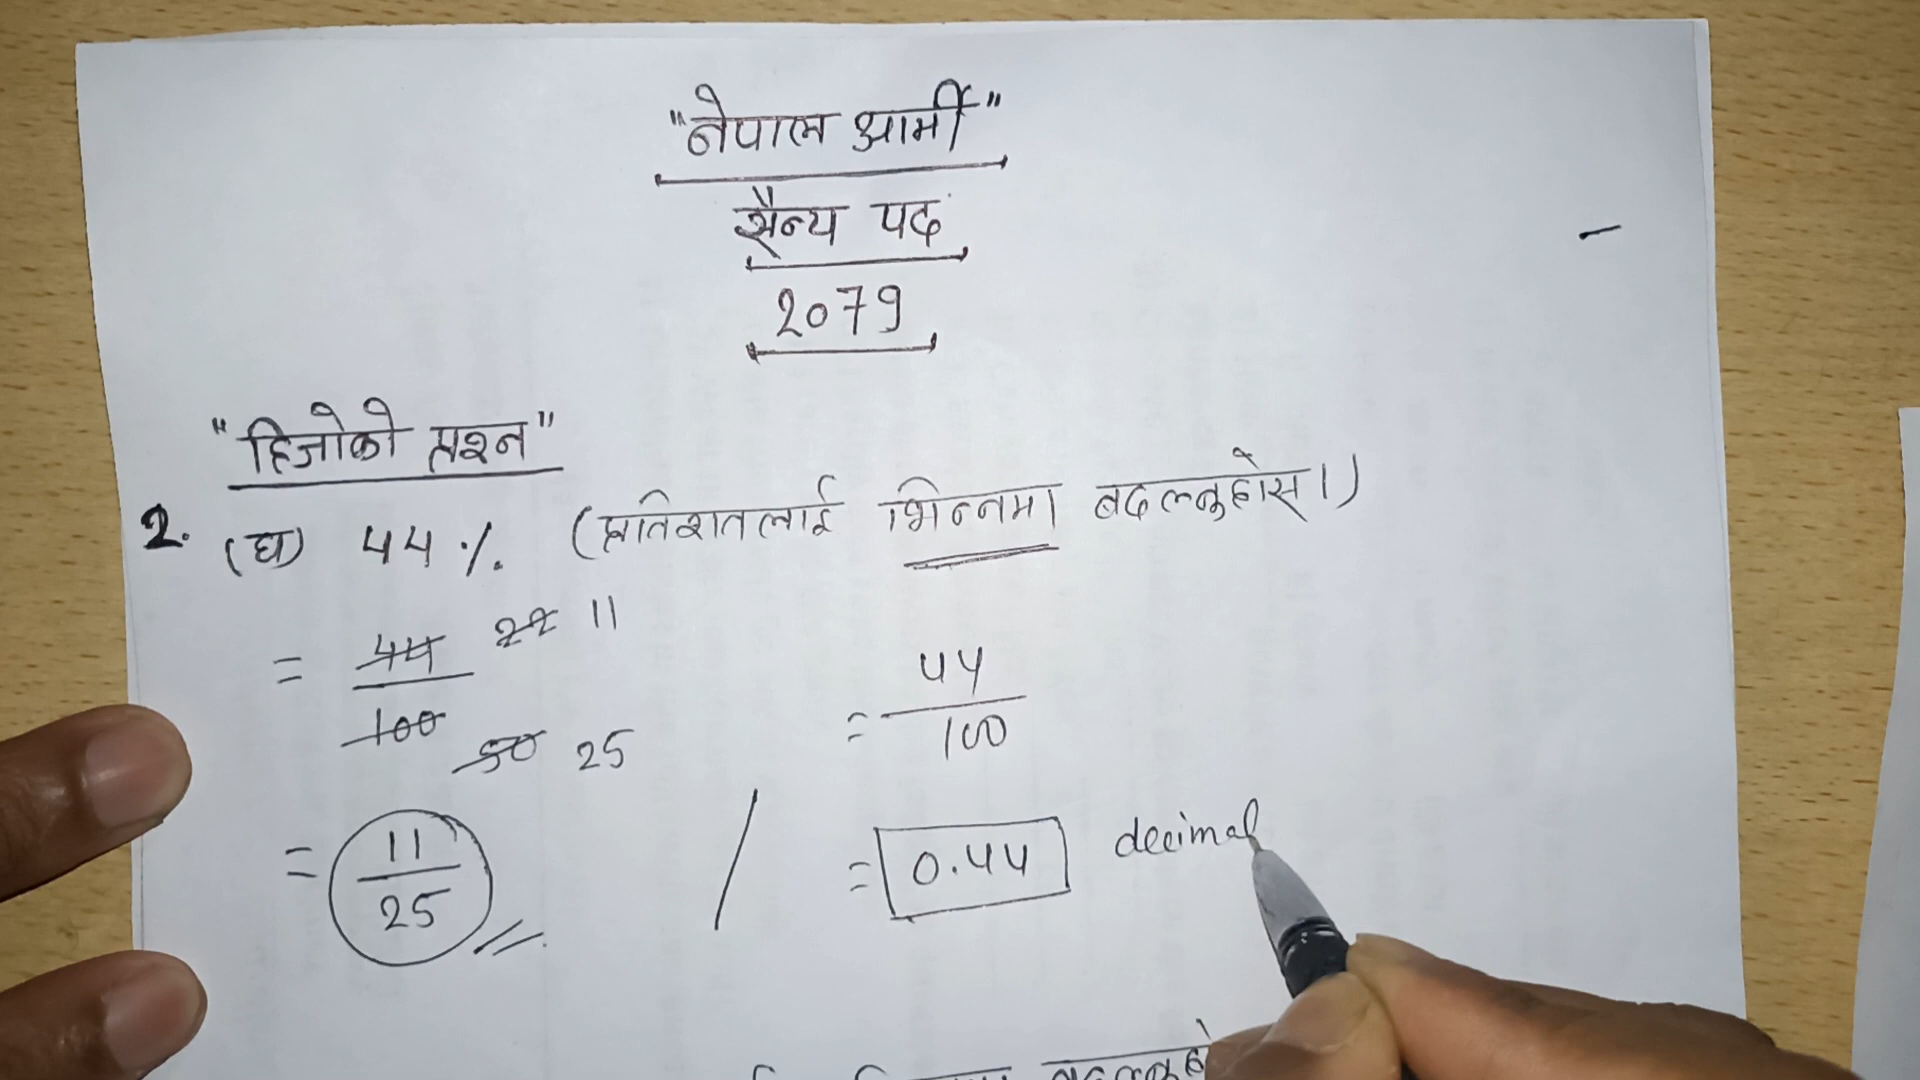 "नेपाल आर्मी"
सैन्य पद
2079
"हिजोको प्रश्न"
2. (घ) 44% (प्रतिशतलाई भिन्नमा बदल्नुहोस।)
= 44/100 22 11 50 25
= 44/100
= 11/25 / = 0.44 decimal